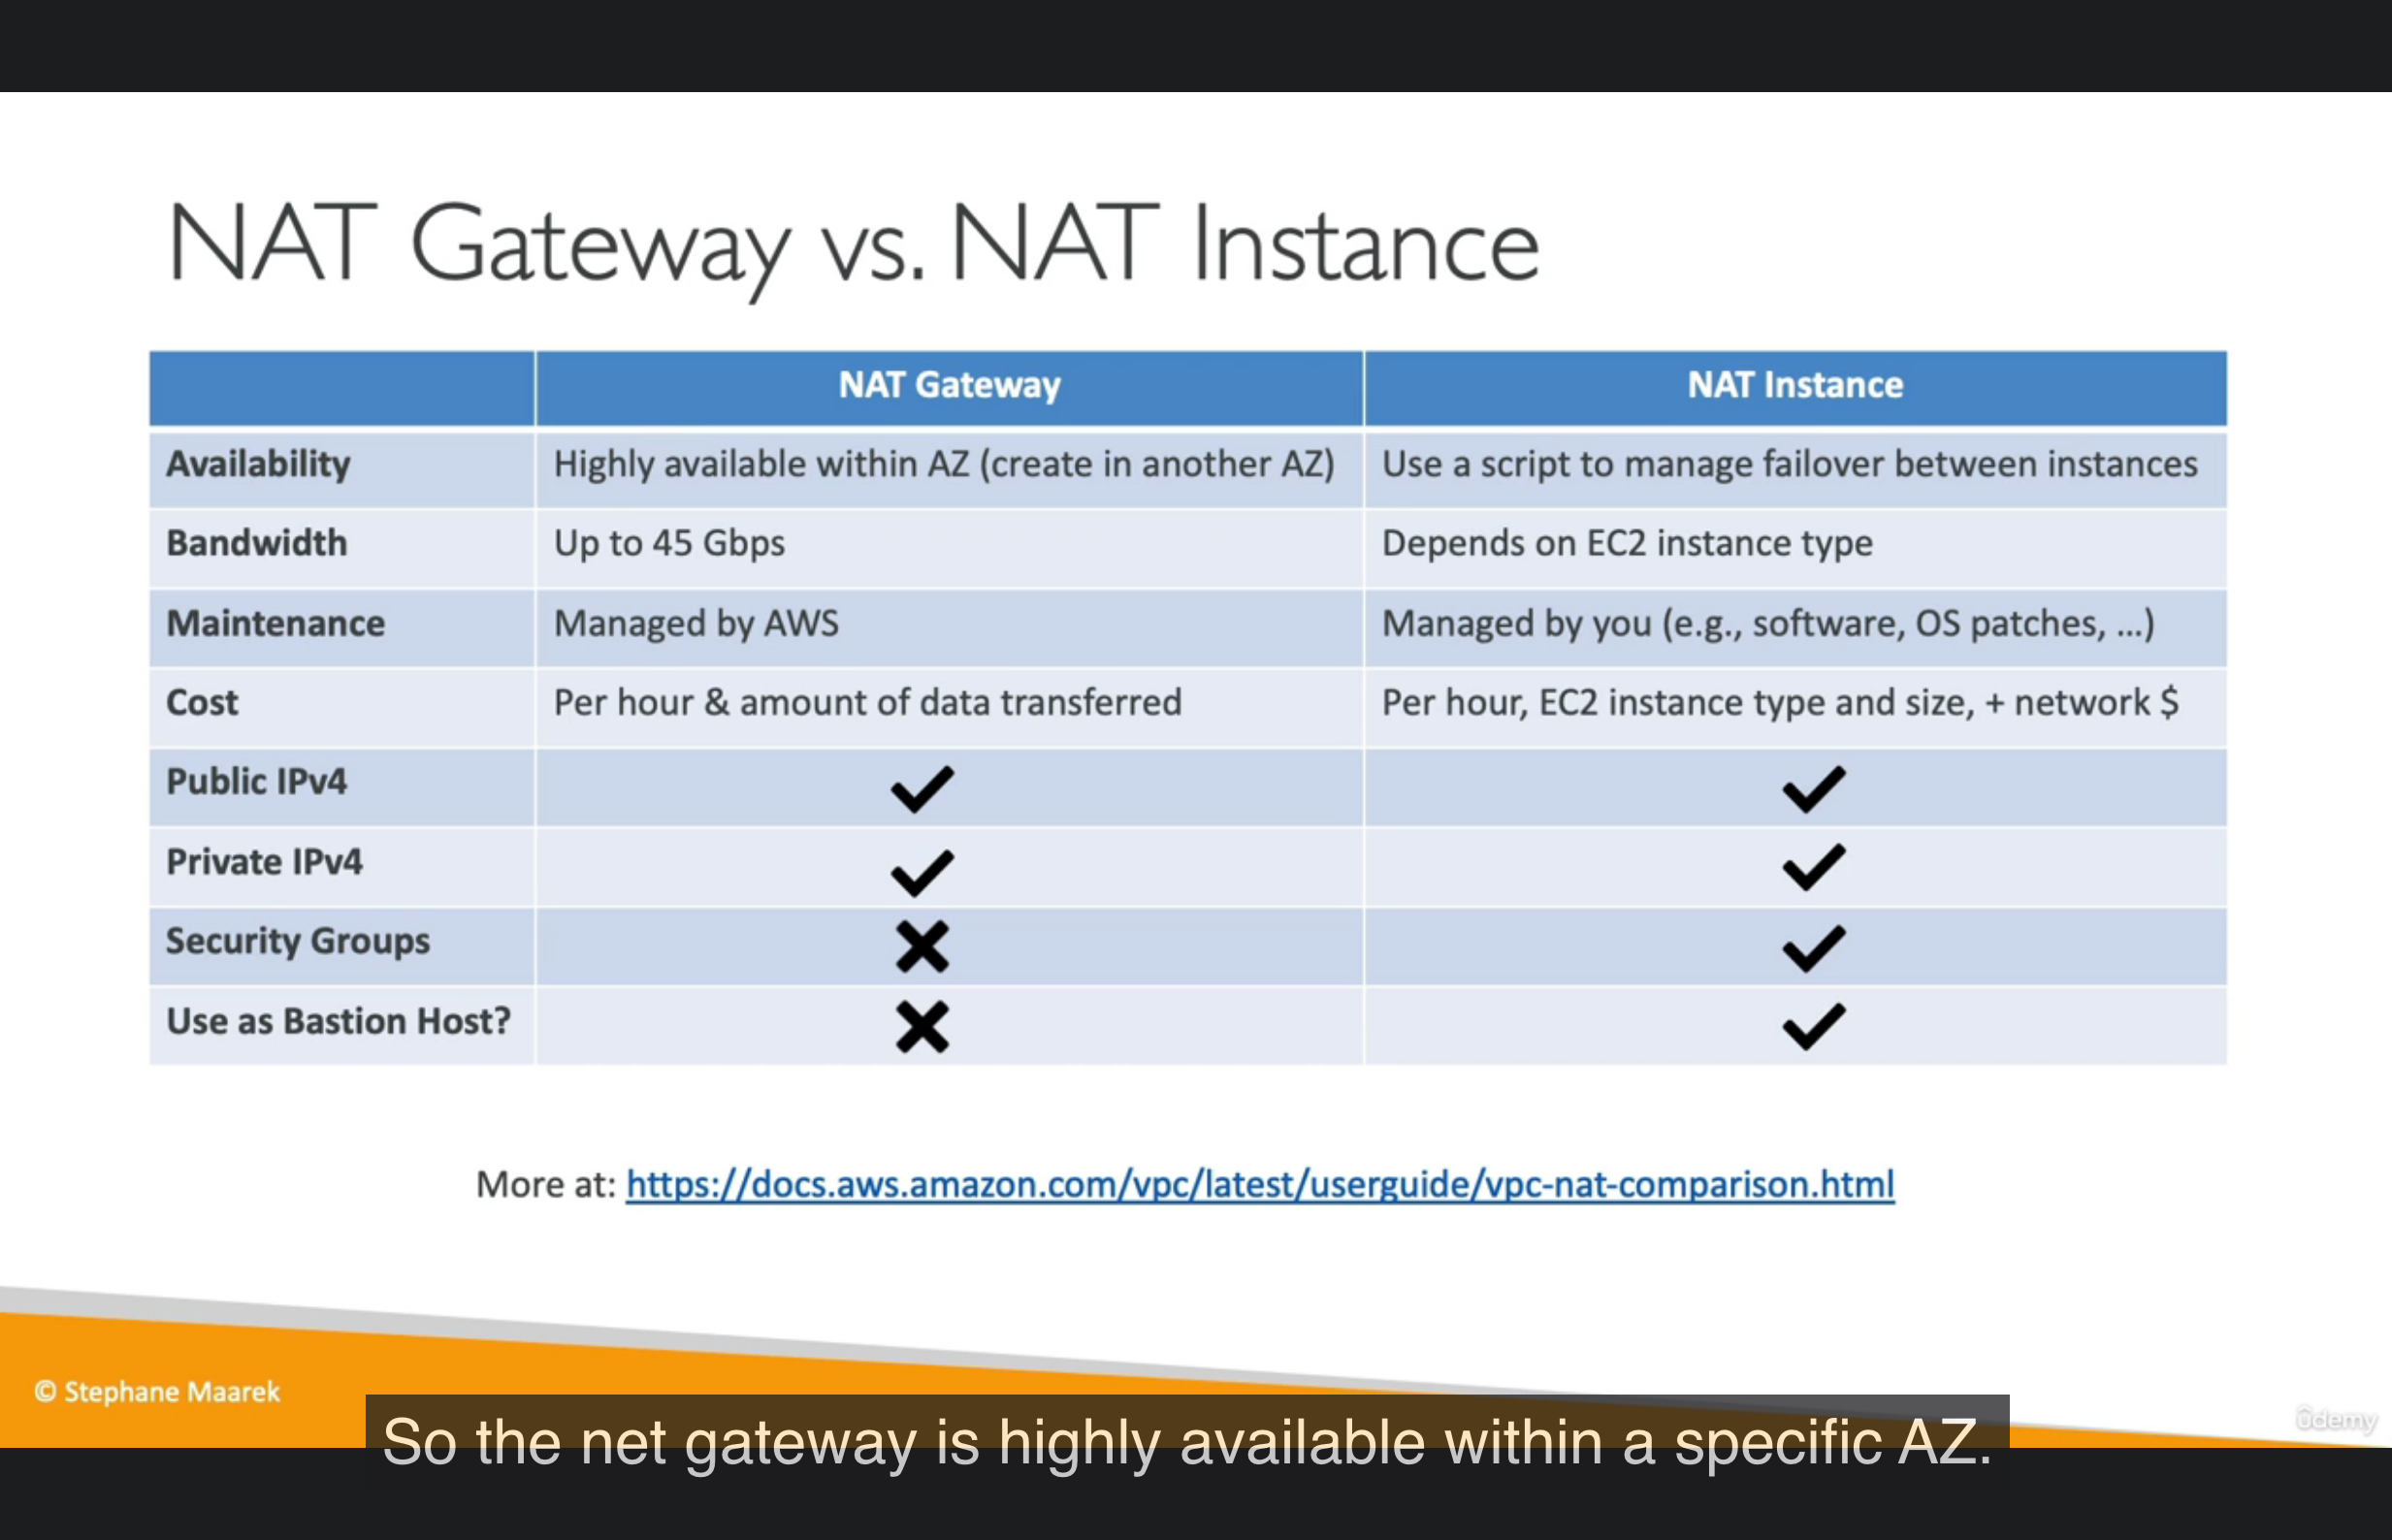 NAT Gateway vs. NAT Instance
NAT Gateway NAT Instance
Availability Highly available within AZ (create in another AZ) Use a script to manage failover between instances
Bandwidth Up to 45 Gbps Depends on EC2 instance type
Maintenance Managed by AWS Managed by you (e.g., software, OS patches, ...)
Cost Per hour & amount of data transferred Per hour, EC2 instance type and size, + network $
Public IPv4 ✔ ✔
Private IPv4 ✔ ✔
Security Groups ✖ ✔
Use as Bastion Host? ✖ ✔
More at: https://docs.aws.amazon.com/vpc/latest/userguide/vpc-nat-comparison.html
© Stephane Maarek
ûdemy
So the net gateway is highly available within a specific AZ.